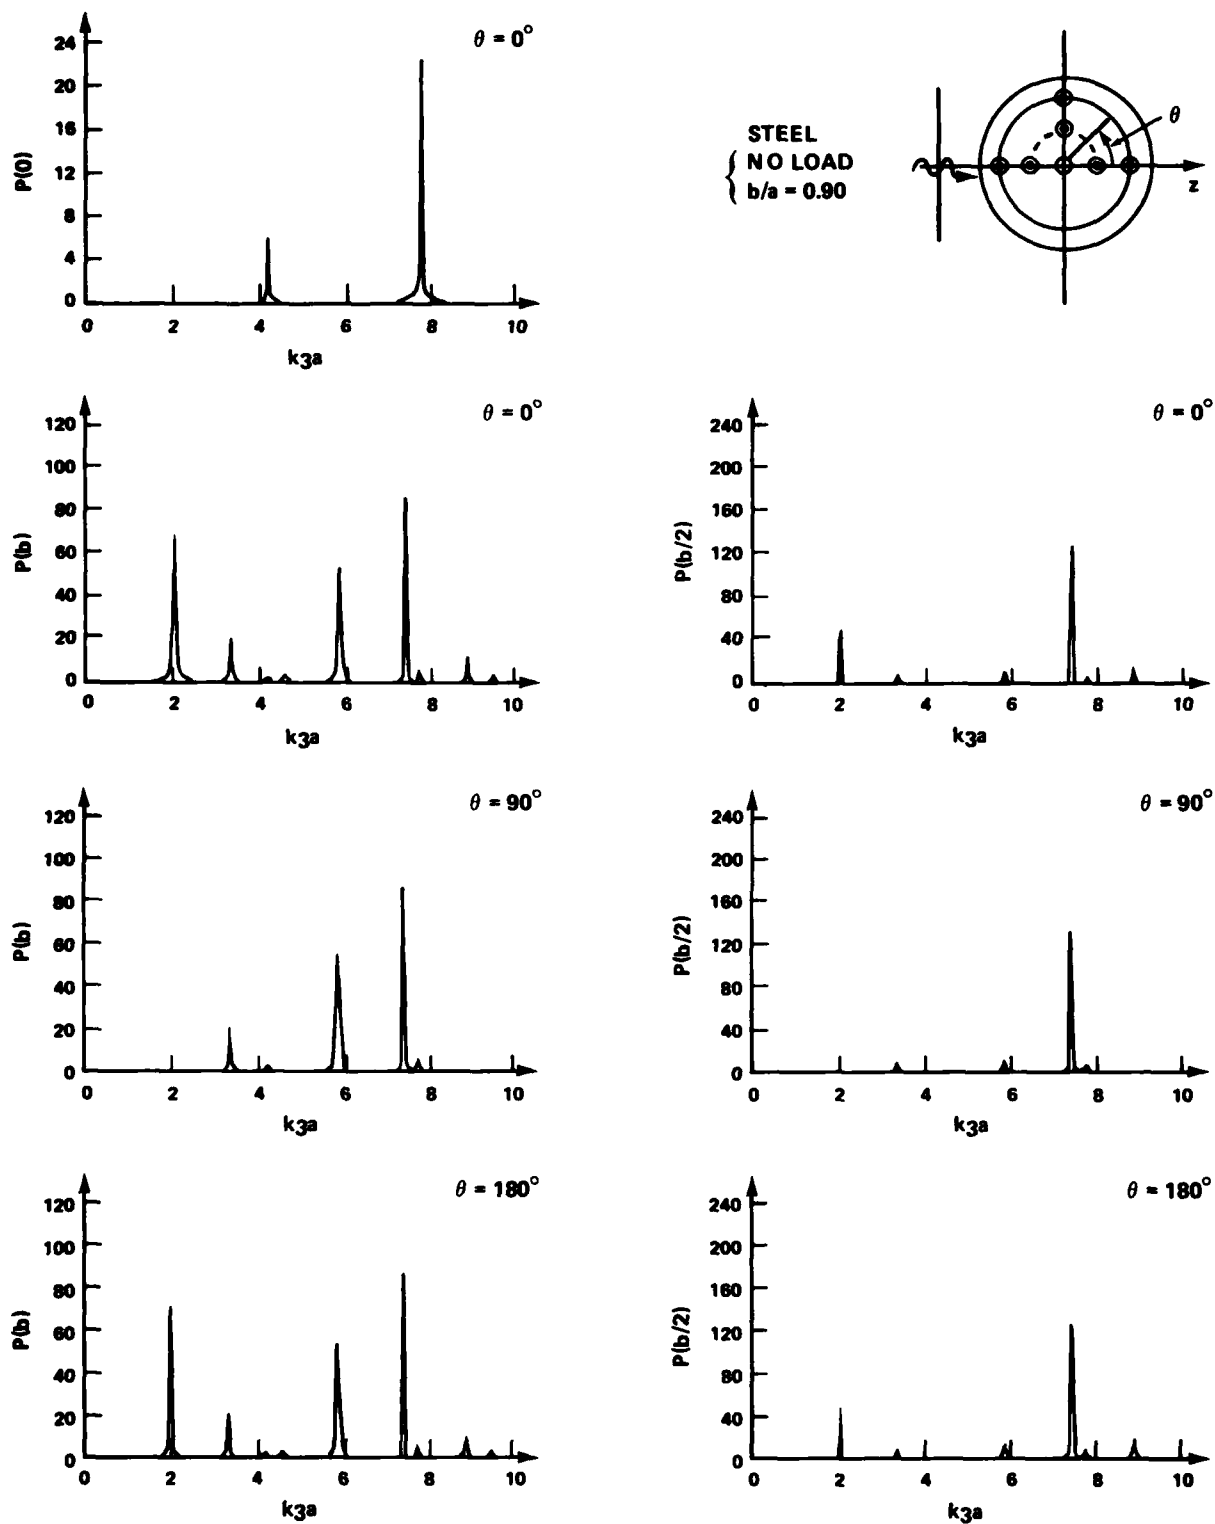 θ = 0°
24
20
16
12
8
4
0
P(0)
0 2 4 6 8 10
k3a
STEEL
NO LOAD
b/a = 0.90
θ
z
θ = 0°
120
100
80
60
40
20
0
P(b)
0 2 4 6 8 10
k3a
θ = 0°
240
200
160
120
80
40
0
P(b/2)
0 2 4 6 8 10
k3a
θ = 90°
120
100
80
60
40
20
0
P(b)
0 2 4 6 8 10
k3a
θ = 90°
240
200
160
120
80
40
0
P(b/2)
0 2 4 6 8 10
k3a
θ = 180°
120
100
80
60
40
20
0
P(b)
0 2 4 6 8 10
k3a
θ = 180°
240
200
160
120
80
40
0
P(b/2)
0 2 4 6 8 10
k3a